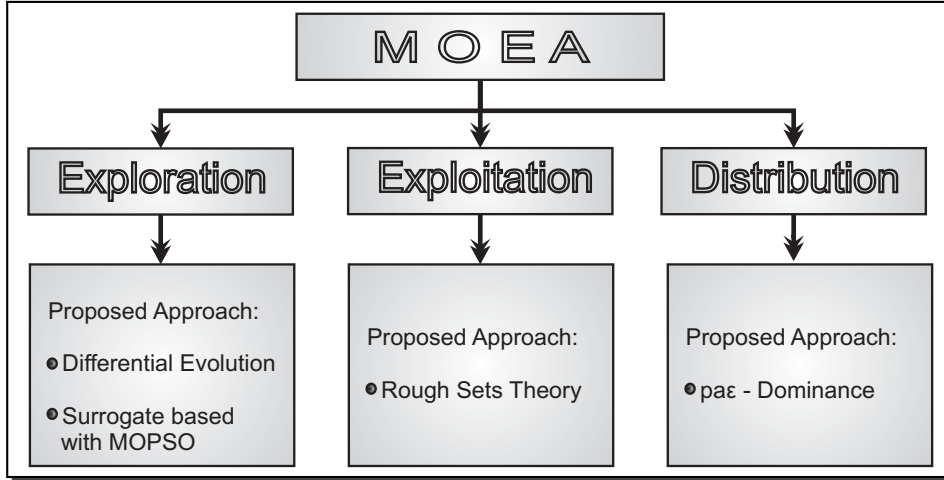 M O E A
Exploration
Exploitation
Distribution
Proposed Approach:
Differential Evolution
Surrogate based
with MOPSO
Proposed Approach:
Rough Sets Theory
Proposed Approach:
paε - Dominance